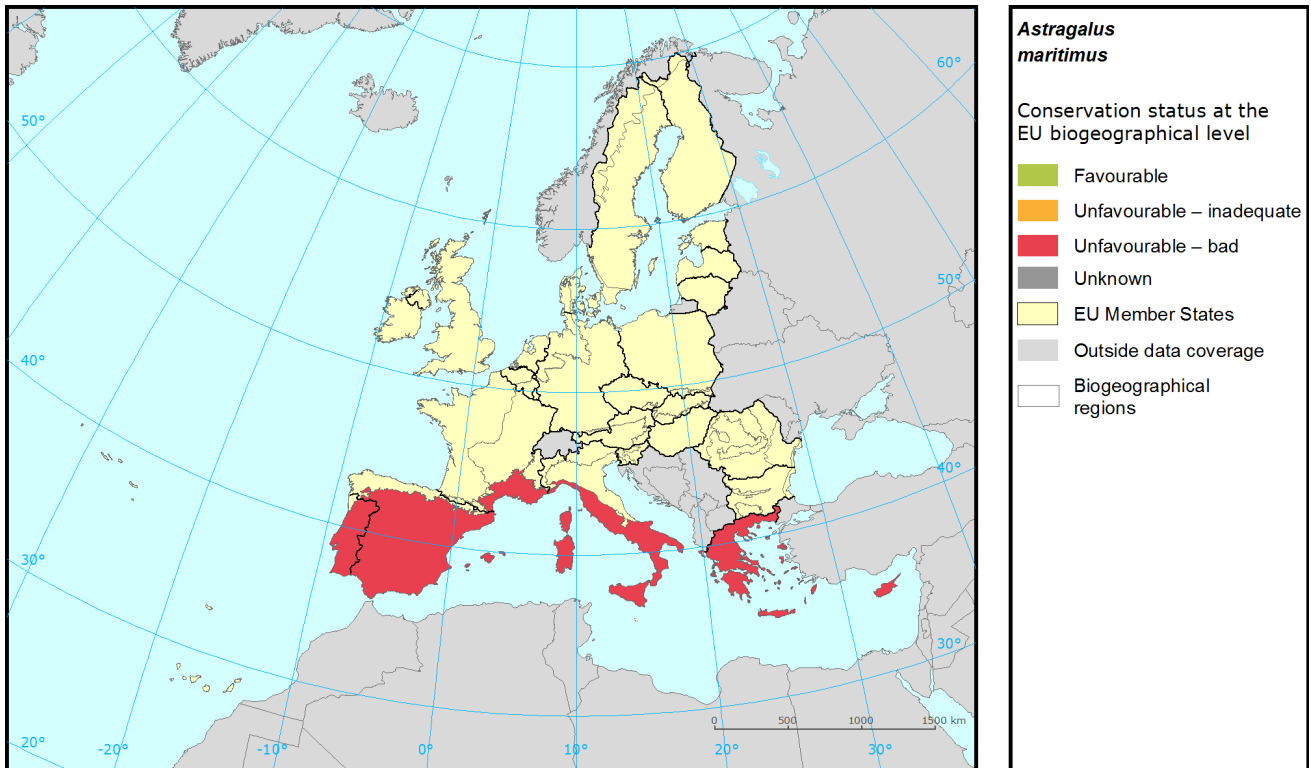 Astragalus
maritimus
Conservation status at the
EU biogeographical level
Favourable
Unfavourable – inadequate
Unfavourable – bad
Unknown
EU Member States
Outside data coverage
Biogeographical
regions
60°
50°
50°
40°
40°
30°
30°
20°
-20°
-10°
0°
10°
20°
30°
0 500 1000 1500 km